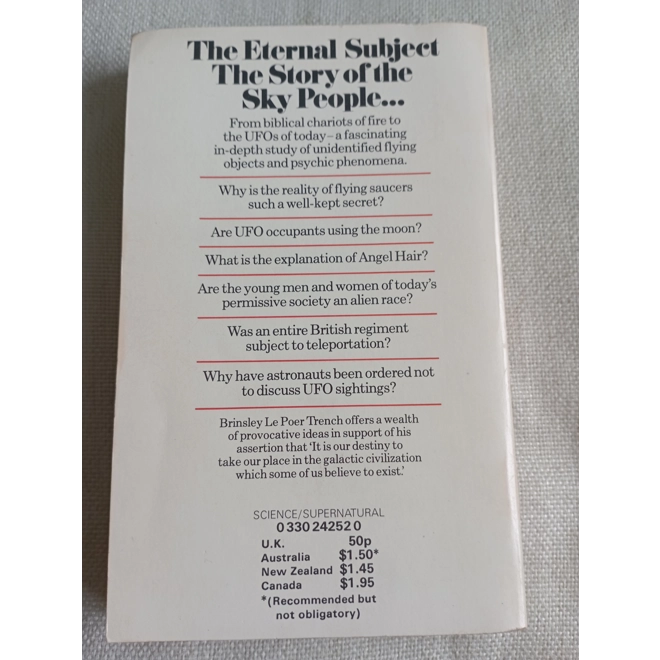 The Eternal Subject
The Story of the
Sky People...
From biblical chariots of fire to
the UFOs of today–a fascinating
in-depth study of unidentified flying
objects and psychic phenomena.
Why is the reality of flying saucers
such a well-kept secret?
Are UFO occupants using the moon?
What is the explanation of Angel Hair?
Are the young men and women of today's
permissive society an alien race?
Was an entire British regiment
subject to teleportation?
Why have astronauts been ordered not
to discuss UFO sightings?
Brinsley Le Poer Trench offers a wealth
of provocative ideas in support of his
assertion that 'It is our destiny to
take our place in the galactic civilization
which some of us believe to exist.'
SCIENCE/SUPERNATURAL
0 330 24252 0
U.K. 50p
Australia $1.50*
New Zealand $1.45
Canada $1.95
*(Recommended but
not obligatory)